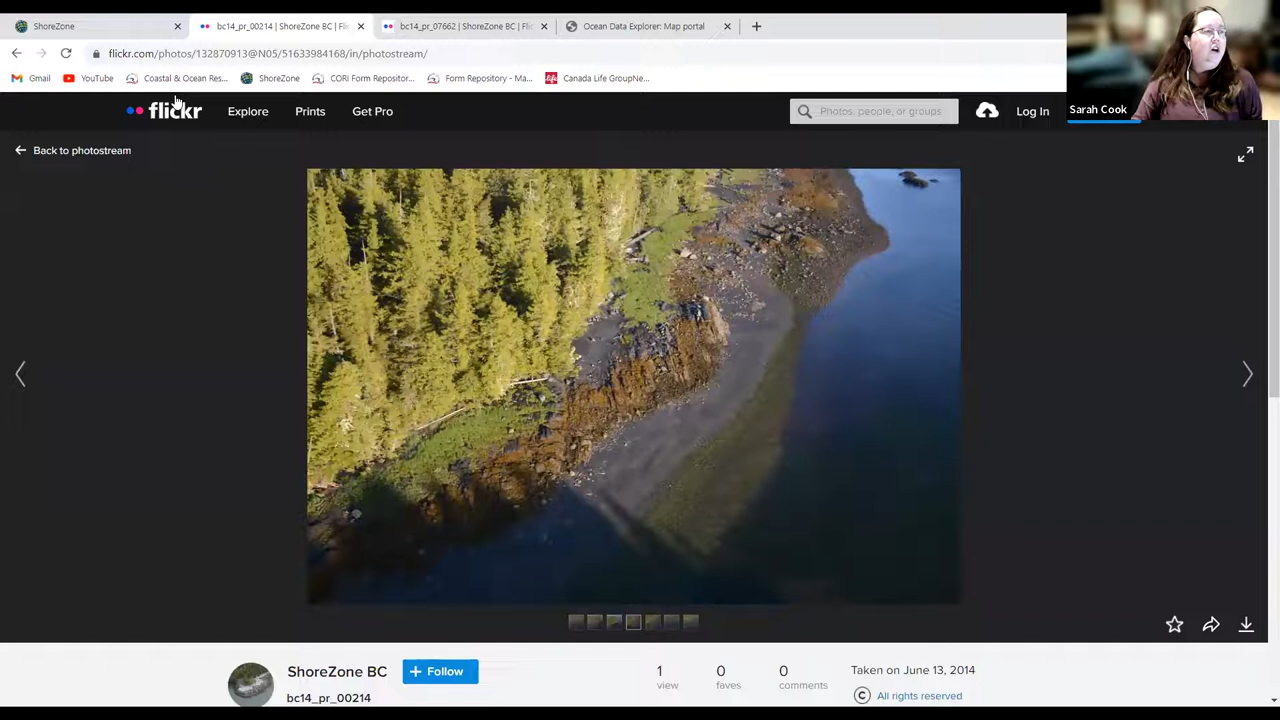 ShoreZone
bc14_pr_00214 | ShoreZone BC | Flic
bc14_pr_07662 | ShoreZone BC | Flic
Ocean Data Explorer: Map portal
flickr.com/photos/132870913@N05/51633984168/in/photostream/
Gmail
YouTube
Coastal & Ocean Res...
ShoreZone
CORI Form Repositor...
Form Repository - Ma...
Canada Life GroupNe...
Sarah Cook
flickr
Explore
Prints
Get Pro
Photos, people, or groups
Log In
Back to photostream
ShoreZone BC
+ Follow
bc14_pr_00214
1
view
0
faves
0
comments
Taken on June 13, 2014
© All rights reserved